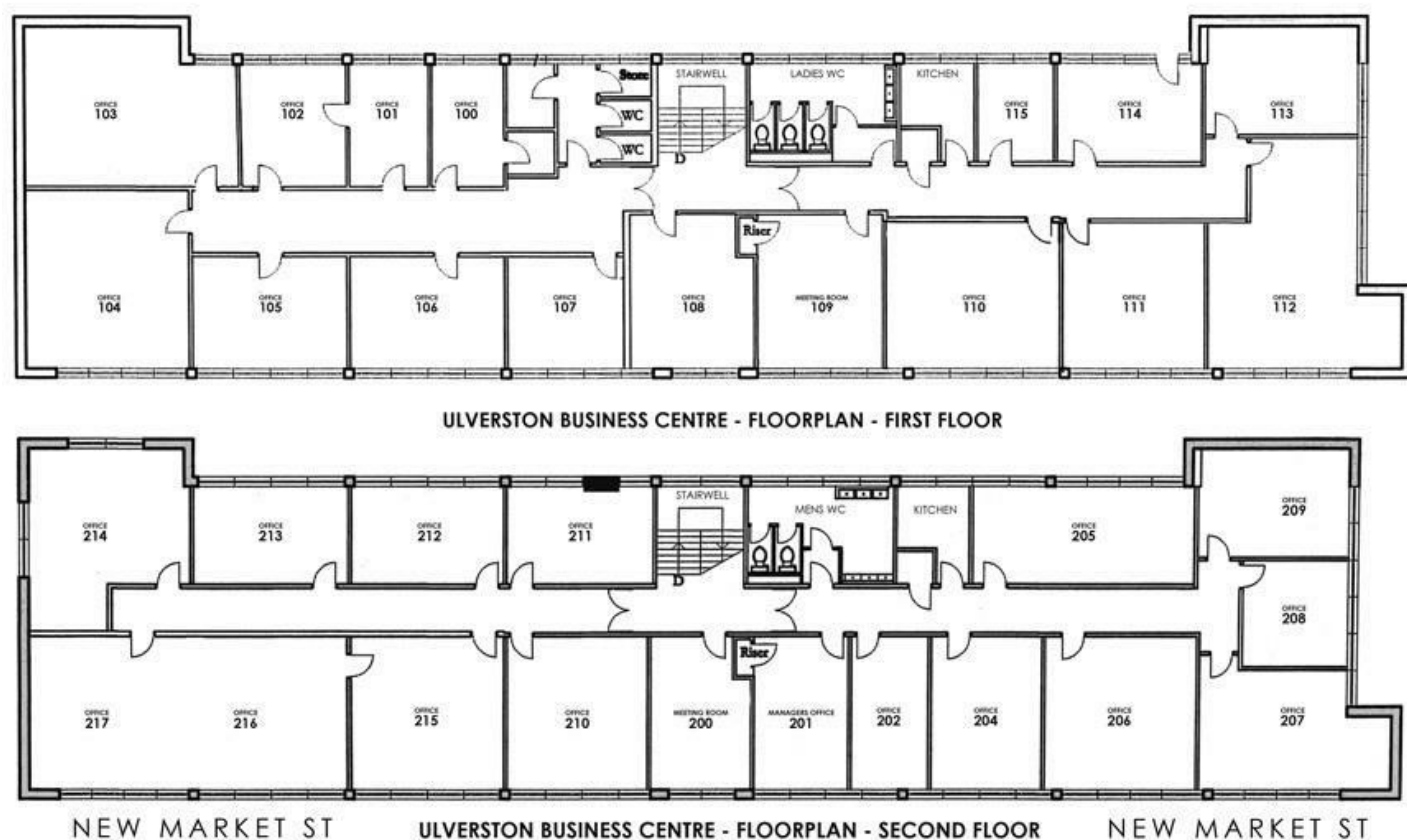 OFFICE
103
OFFICE
102
OFFICE
101
OFFICE
100
Store
WC
WC
STAIRWELL
D
LADIES WC
KITCHEN
OFFICE
115
OFFICE
114
OFFICE
113
OFFICE
104
OFFICE
105
OFFICE
106
OFFICE
107
OFFICE
108
Riser
MEETING ROOM
109
OFFICE
110
OFFICE
111
OFFICE
112
ULVERSTON BUSINESS CENTRE - FLOORPLAN - FIRST FLOOR
OFFICE
214
OFFICE
213
OFFICE
212
OFFICE
211
STAIRWELL
D
MENS WC
KITCHEN
OFFICE
205
OFFICE
209
OFFICE
208
OFFICE
217
OFFICE
216
OFFICE
215
OFFICE
210
MEETING ROOM
200
Riser
MANAGERS OFFICE
201
OFFICE
202
OFFICE
204
OFFICE
206
OFFICE
207
NEW MARKET ST
ULVERSTON BUSINESS CENTRE - FLOORPLAN - SECOND FLOOR
NEW MARKET ST